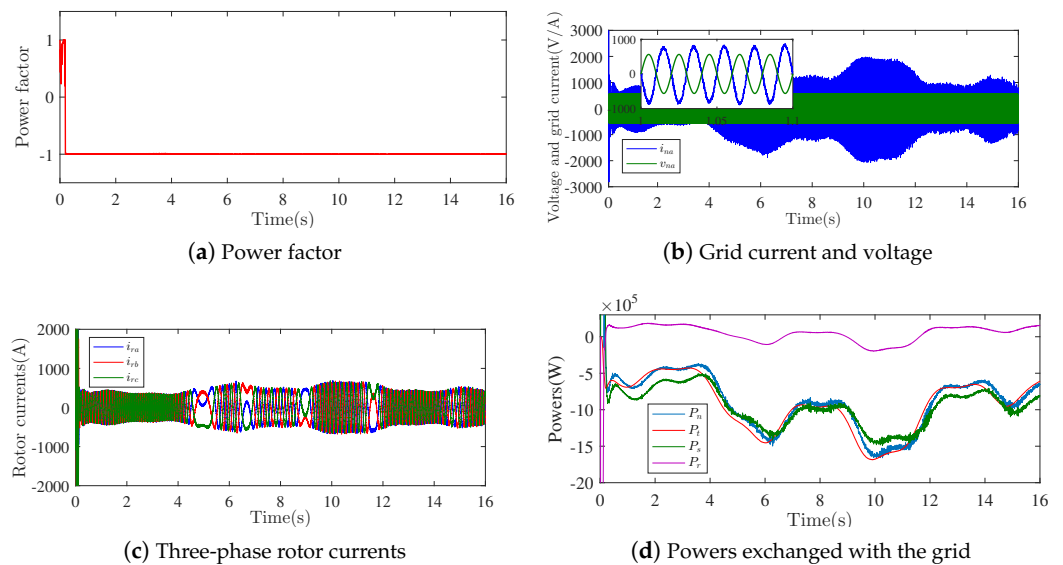 1
0
-1
0 2 4 6 8 10 12 14 16
Power factor
Time(s)
(a) Power factor
3000
2000
1000
0
-1000
-2000
-3000
0 2 4 6 8 10 12 14 16
Voltage and grid current(V/A)
Time(s)
1000
0
-1000
1 1.05 1.1
i_na
v_na
(b) Grid current and voltage
2000
1000
0
-1000
-2000
0 2 4 6 8 10 12 14 16
Rotor currents(A)
Time(s)
i_ra
i_rb
i_rc
(c) Three-phase rotor currents
×10^5
0
-5
-10
-15
-20
0 2 4 6 8 10 12 14 16
Powers(W)
Time(s)
P_n
P_t
P_s
P_r
(d) Powers exchanged with the grid